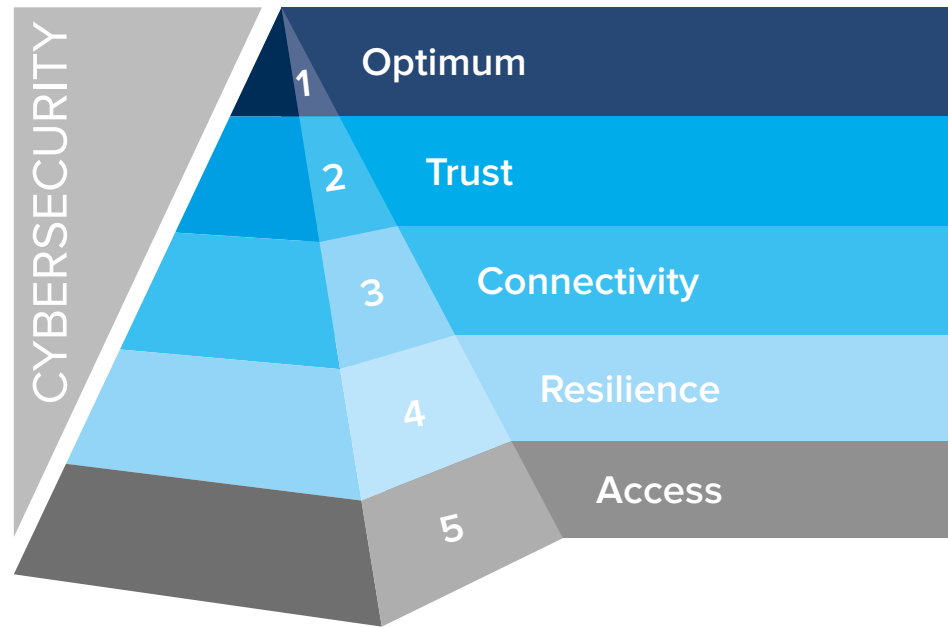 CYBERSECURITY
1 Optimum
2 Trust
3 Connectivity
4 Resilience
5 Access